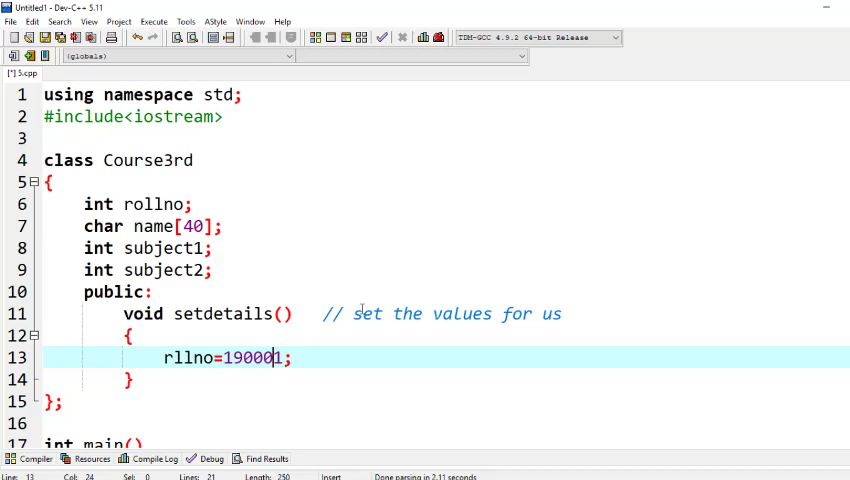 Untitled1 - Dev-C++ 5.11
File Edit Search View Project Execute Tools AStyle Window Help
TDM-GCC 4.9.2 64-bit Release
(globals)
[*] 5.cpp
1 using namespace std;
2 #include<iostream>
3
4 class Course3rd
5 {
6 int rollno;
7 char name[40];
8 int subject1;
9 int subject2;
10 public:
11 void setdetails() // set the values for us
12 {
13 rllno=190001;
14 }
15 };
16
17 int main()
Compiler Resources Compile Log Debug Find Results
Line: 13 Col: 24 Sel: 0 Lines: 21 Length: 250 Insert Done parsing in 2.11 seconds